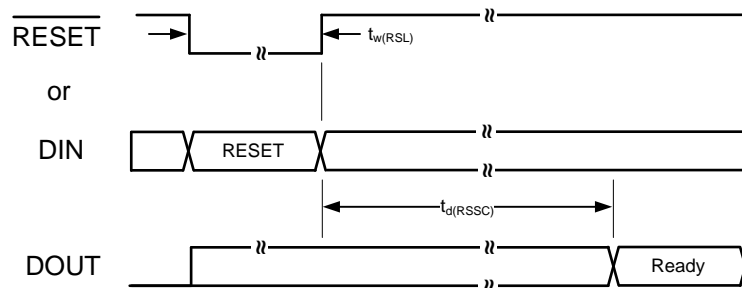 RESET
t_w(RSL)
or
DIN
RESET
t_d(RSSC)
DOUT
Ready